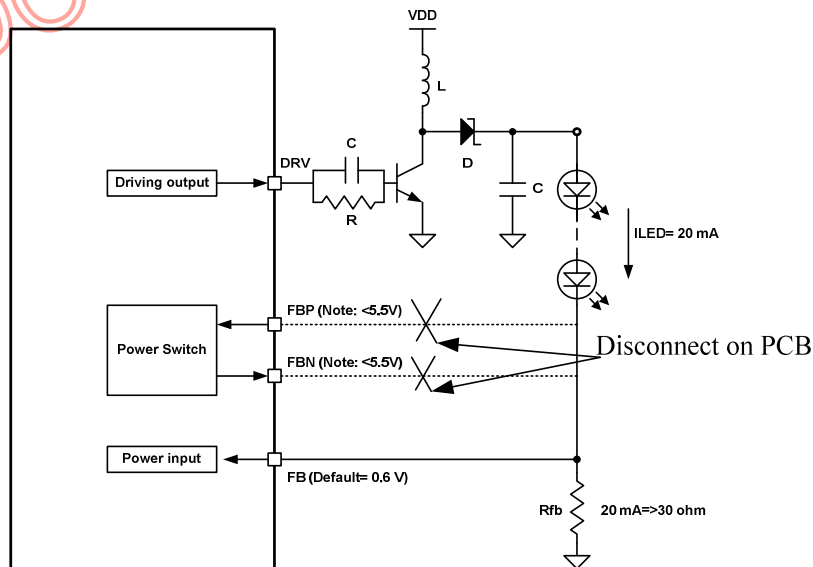 VDD
L
C
DRV
Driving output
D
R
C
ILED= 20 mA
FBP (Note: <5.5V)
Power Switch
Disconnect on PCB
FBN (Note: <5.5V)
Power input
FB (Default= 0.6 V)
Rfb
20 mA=>30 ohm